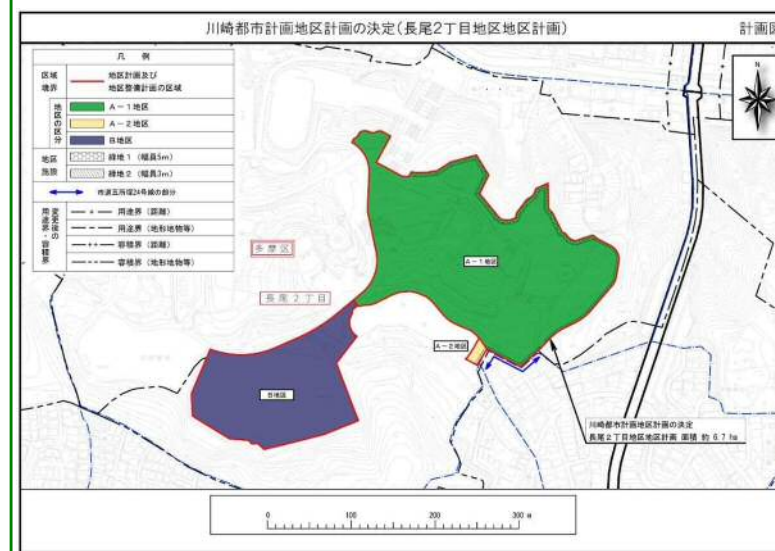 川崎都市計画地区計画の決定(長尾2丁目地区地区計画)
計画図
凡 例
区域境界
地区計画及び
地区整備計画の区域
地区の区分
A-1地区
A-2地区
B地区
地区施設
緑地1 (幅員5m)
緑地2 (幅員3m)
市道五所塚24号線の部分
変更後の用途界・容積界
用途界 (距離)
用途界 (地形地物等)
容積界 (距離)
容積界 (地形地物等)
N
多摩区
長尾2丁目
A-1地区
A-2地区
B地区
川崎都市計画地区計画の決定
長尾2丁目地区地区計画 面積 約 6.7 ha
0 100 200 300 m